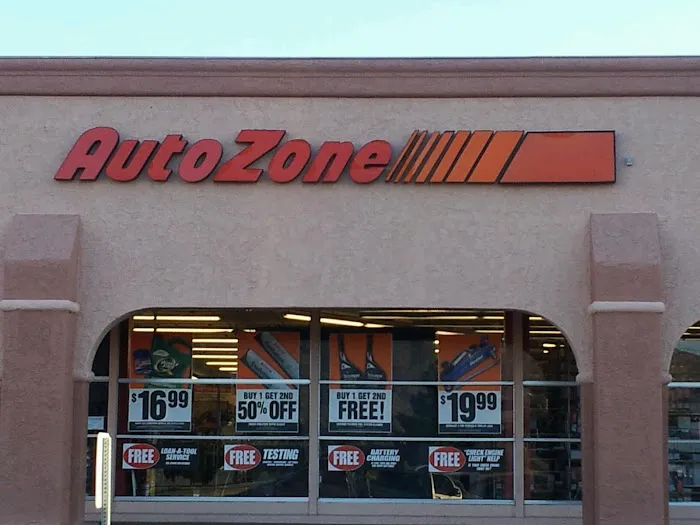 AutoZone
$16.99
BUY 1 GET 2ND
50% OFF
BUY 1 GET 2ND
FREE!
$19.99
FREE LOAN-A-TOOL
SERVICE
FREE TESTING
FREE BATTERY
CHARGING
FREE "CHECK ENGINE
LIGHT" HELP